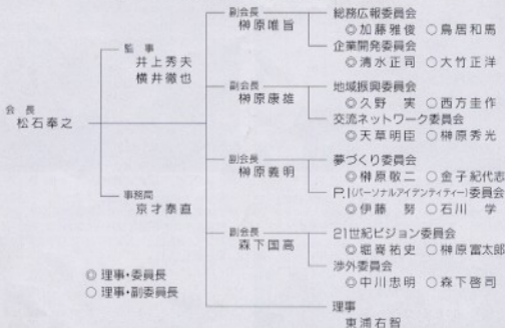 会長
松石奉之
監事
井上秀夫
横井徹也
事務局
京才泰直
副会長
榊原唯旨
総務広報委員会
◎加藤雅俊 ○鳥居和馬
企業開発委員会
◎清水正司 ○大竹正洋
副会長
榊原康雄
地域振興委員会
◎久野 実 ○西方圭作
交流ネットワーク委員会
◎天草明臣 ○榊原秀光
副会長
榊原義明
夢づくり委員会
◎榊原敬二 ○金子紀代志
P.I(パーソナルアイデンティティー)委員会
◎伊藤 努 ○石川 学
副会長
森下国高
21世紀ビジョン委員会
◎堀嵜祐史 ○榊原富太郎
渉外委員会
◎中川忠明 ○森下啓司
理事
東浦右智
◎理事・委員長
○理事・副委員長